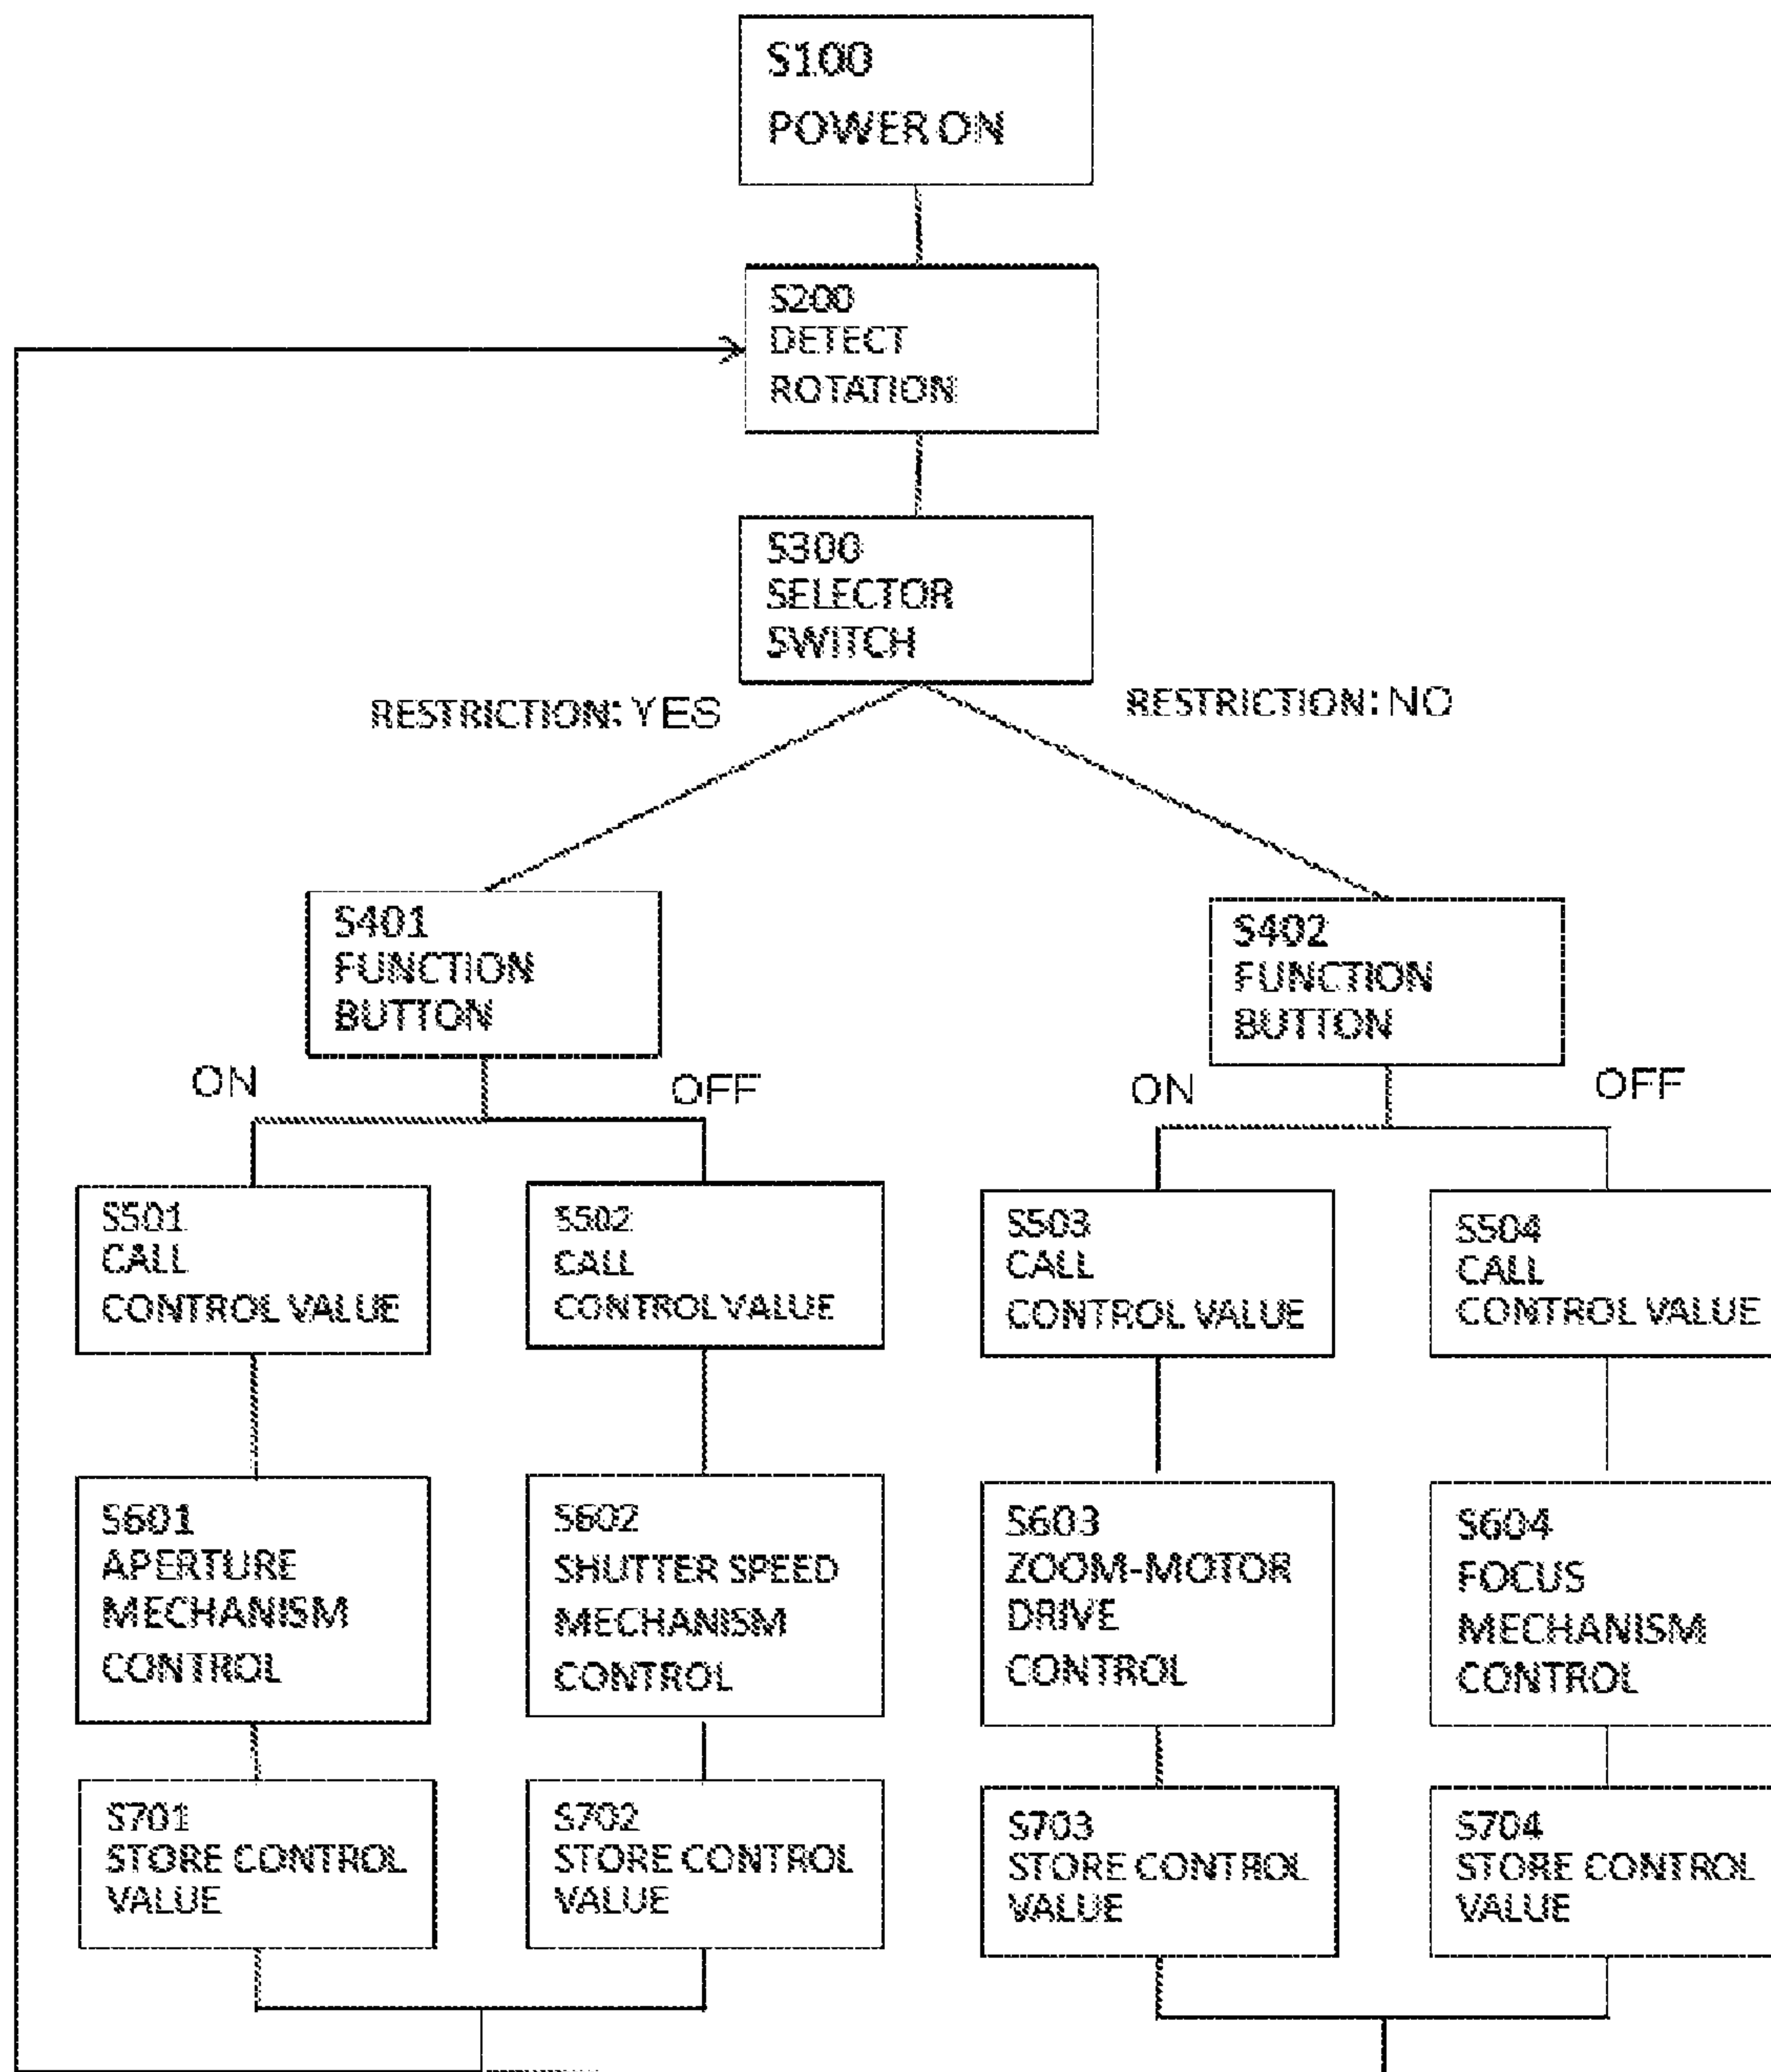 S100
POWER ON
S200
DETECT
ROTATION
S300
SELECTOR
SWITCH
RESTRICTION: YES
RESTRICTION: NO
S401
FUNCTION
BUTTON
S402
FUNCTION
BUTTON
ON
OFF
ON
OFF
S501
CALL
CONTROL VALUE
S502
CALL
CONTROL VALUE
S503
CALL
CONTROL VALUE
S504
CALL
CONTROL VALUE
S601
APERTURE
MECHANISM
CONTROL
S602
SHUTTER SPEED
MECHANISM
CONTROL
S603
ZOOM-MOTOR
DRIVE
CONTROL
S604
FOCUS
MECHANISM
CONTROL
S701
STORE CONTROL
VALUE
S702
STORE CONTROL
VALUE
S703
STORE CONTROL
VALUE
S704
STORE CONTROL
VALUE